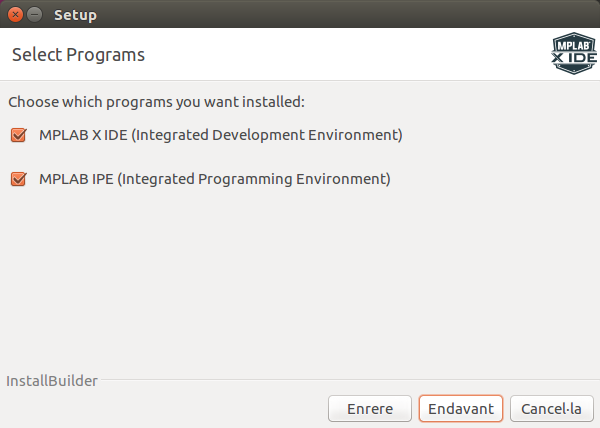 Setup
Select Programs
MPLAB
X IDE
Choose which programs you want installed:
MPLAB X IDE (Integrated Development Environment)
MPLAB IPE (Integrated Programming Environment)
InstallBuilder
Enrere Endavant Cancel·la